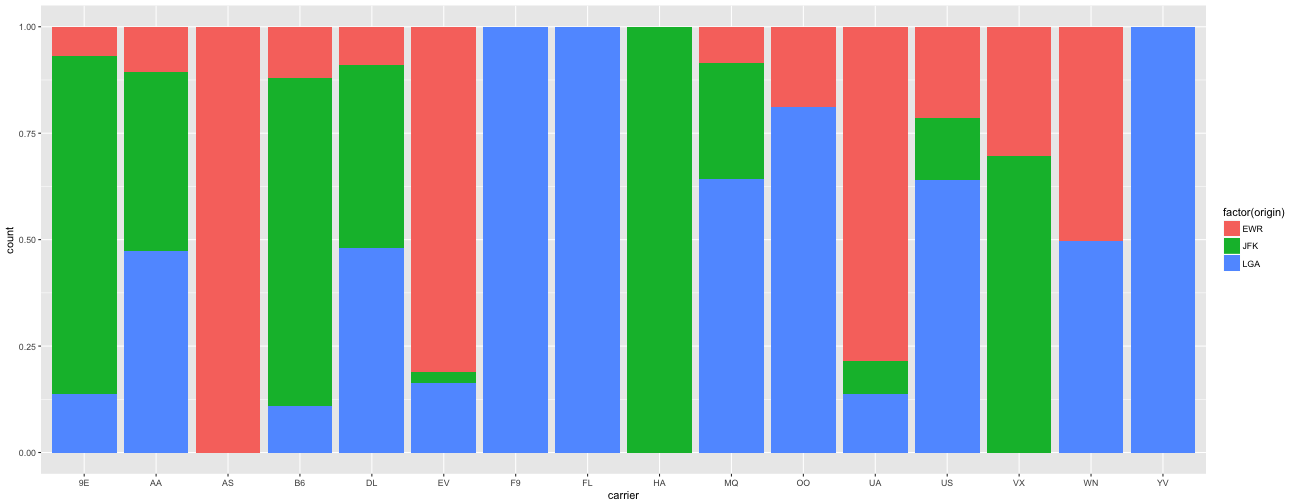 1.00
0.75
0.50
0.25
0.00
count
9E AA AS B6 DL EV F9 FL HA MQ OO UA US VX WN YV
carrier
factor(origin)
EWR
JFK
LGA